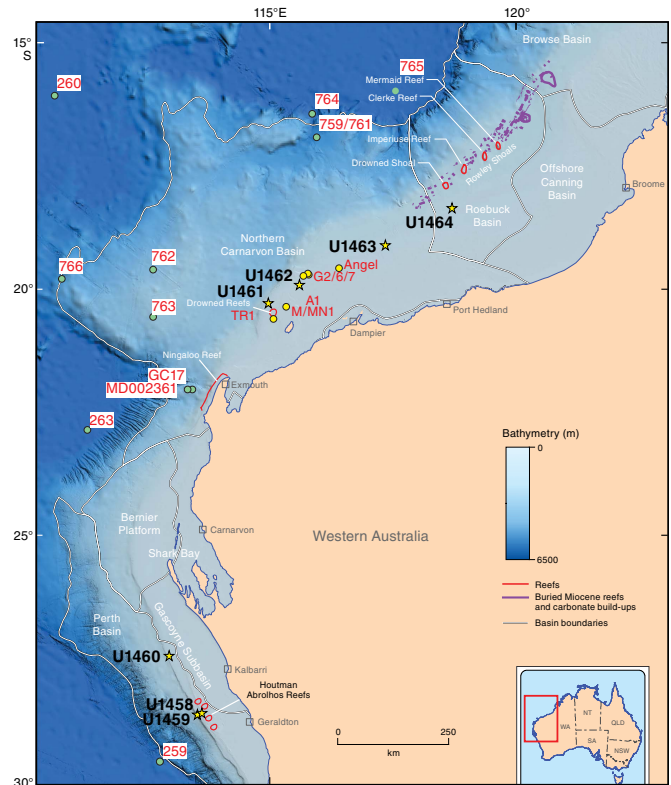 115°E
120°
15°
S
Browse Basin
765
Mermaid Reef
260
Clerke Reef
764
759/761
Imperiuse Reef
Drowned Shoal
Rowley Shoals
Offshore
Canning
Basin
Broome
U1464
Roebuck
Basin
Northern
Carnarvon Basin
U1463
762
Angel
766
U1462
G2/6/7
20°
U1461
Drowned Reefs
A1
763
TR1
M/MN1
Port Hedland
Dampier
Ningaloo Reef
GC17
MD002361
Exmouth
263
Bathymetry (m)
0
6500
25°
Bernier
Platform
Carnarvon
Western Australia
Shark Bay
Reefs
Buried Miocene reefs
and carbonate build-ups
Basin boundaries
Perth
Basin
Gascoyne Subbasin
U1460
Kalbarri
Houtman
Abrolhos Reefs
U1458
U1459
Geraldton
259
0
250
km
NT
WA
QLD
SA
NSW
30°